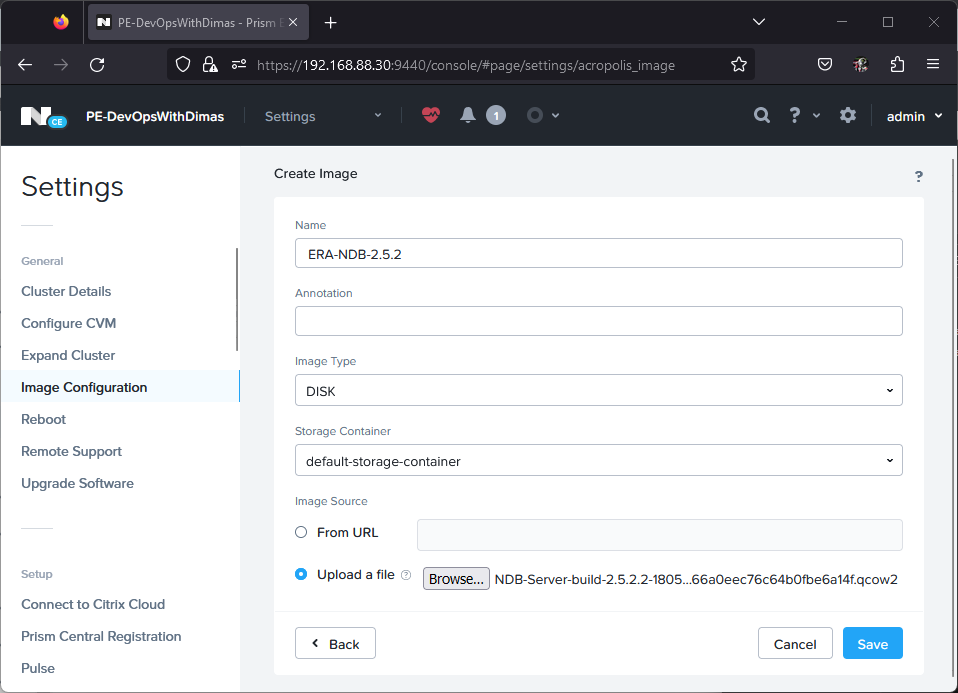 PE-DevOpsWithDimas - Prism E
https://192.168.88.30:9440/console/#page/settings/acropolis_image
N CE PE-DevOpsWithDimas Settings 1 ? admin
Settings
General
Cluster Details
Configure CVM
Expand Cluster
Image Configuration
Reboot
Remote Support
Upgrade Software
Setup
Connect to Citrix Cloud
Prism Central Registration
Pulse
Create Image ?
Name
ERA-NDB-2.5.2
Annotation
Image Type
DISK
Storage Container
default-storage-container
Image Source
From URL
Upload a file ? Browse... NDB-Server-build-2.5.2.2-1805...66a0eec76c64b0fbe6a14f.qcow2
Back Cancel Save